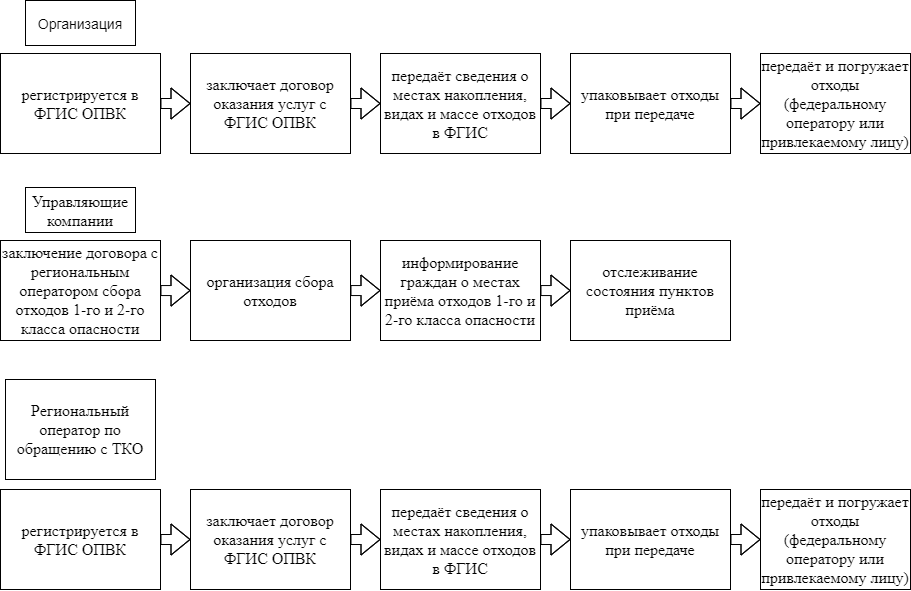 Организация
регистрируется в
ФГИС ОПВК
заключает договор
оказания услуг с
ФГИС ОПВК
передаёт сведения о
местах накопления,
видах и массе отходов
в ФГИС
упаковывает отходы
при передаче
передаёт и погружает
отходы
(федеральному
оператору или
привлекаемому лицу)
Управляющие
компании
заключение договора с
региональным
оператором сбора
отходов 1-го и 2-го
класса опасности
организация сбора
отходов
информирование
граждан о местах
приёма отходов 1-го и
2-го класса опасности
отслеживание
состояния пунктов
приёма
Региональный
оператор по
обращению с ТКО
регистрируется в
ФГИС ОПВК
заключает договор
оказания услуг с
ФГИС ОПВК
передаёт сведения о
местах накопления,
видах и массе отходов
в ФГИС
упаковывает отходы
при передаче
передаёт и погружает
отходы
(федеральному
оператору или
привлекаемому лицу)